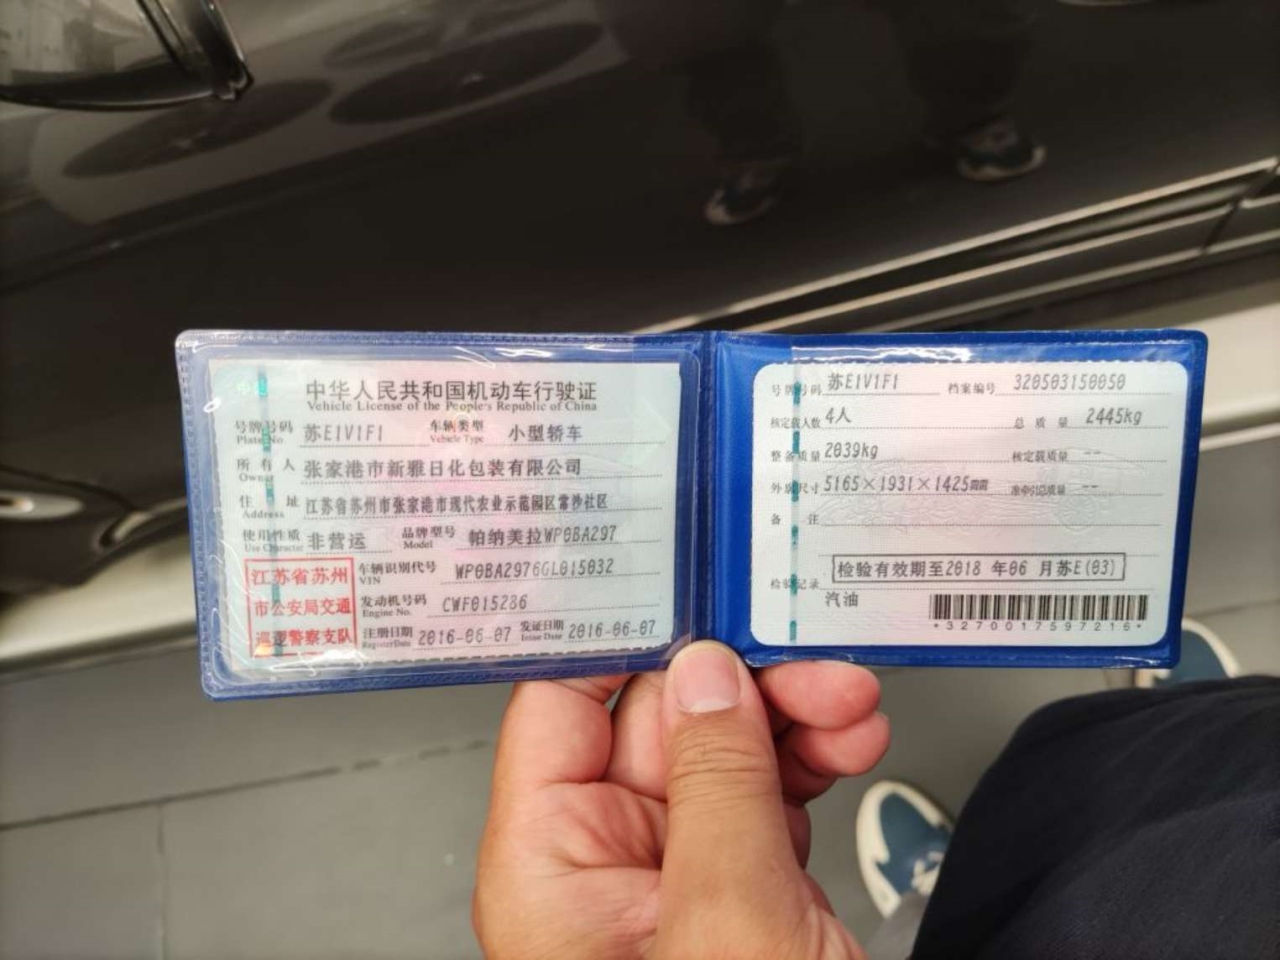 中华人民共和国机动车行驶证
Vehicle License of the People's Republic of China
号牌号码 苏E1V1F1 车辆类型 小型轿车
Plate No. Vehicle Type
所有人 张家港市新雅日化包装有限公司
Owner
住址 江苏省苏州市张家港市现代农业示范园区常沙社区
Address
使用性质 非营运 品牌型号 帕纳美拉WP0BA297
Use Character Model
江苏省苏州
市公安局交通
巡逻警察支队
车辆识别代号 WP0BA2976GL015032
VIN
发动机号码 CWF015286
Engine No.
注册日期 2016-06-07 发证日期 2016-06-07
Register Date Issue Date
号牌号码 苏E1V1F1 档案编号 320503150050
核定载人数 4人 总质量 2445kg
整备质量 2039kg 核定载质量 --
外廓尺寸 5165×1931×1425mm 准牵引总质量 --
备注
检验记录 检验有效期至2018 年06 月苏E(03)
汽油
*3270017597216*